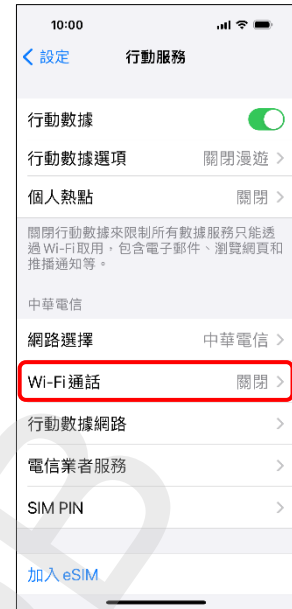 10:00
設定 行動服務
行動數據
行動數據選項 關閉漫遊
個人熱點 關閉
關閉行動數據來限制所有數據服務只能透
過 Wi-Fi 取用，包含電子郵件、瀏覽網頁和
推播通知等。
中華電信
網路選擇 中華電信
Wi-Fi 通話 關閉
行動數據網路
電信業者服務
SIM PIN
加入 eSIM